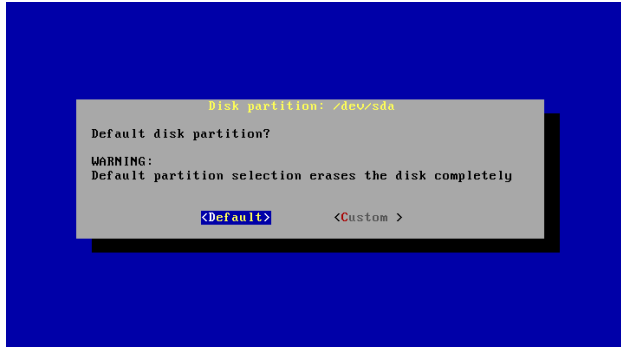 Disk partition: /dev/sda
Default disk partition?
WARNING:
Default partition selection erases the disk completely
<Default> <Custom >